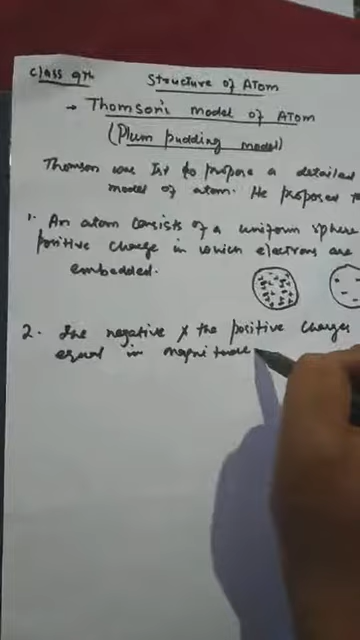 class 9th
Structure of ATom
→ Thomson's model of ATom
(Plum pudding model)
Thomson was Ist to propose a detailed
model of atom. He proposed
1. An atom consists of a uniform sphere
positive charge in which electrons are
embedded.
2. The negative & the positive charges
equal in magnitude